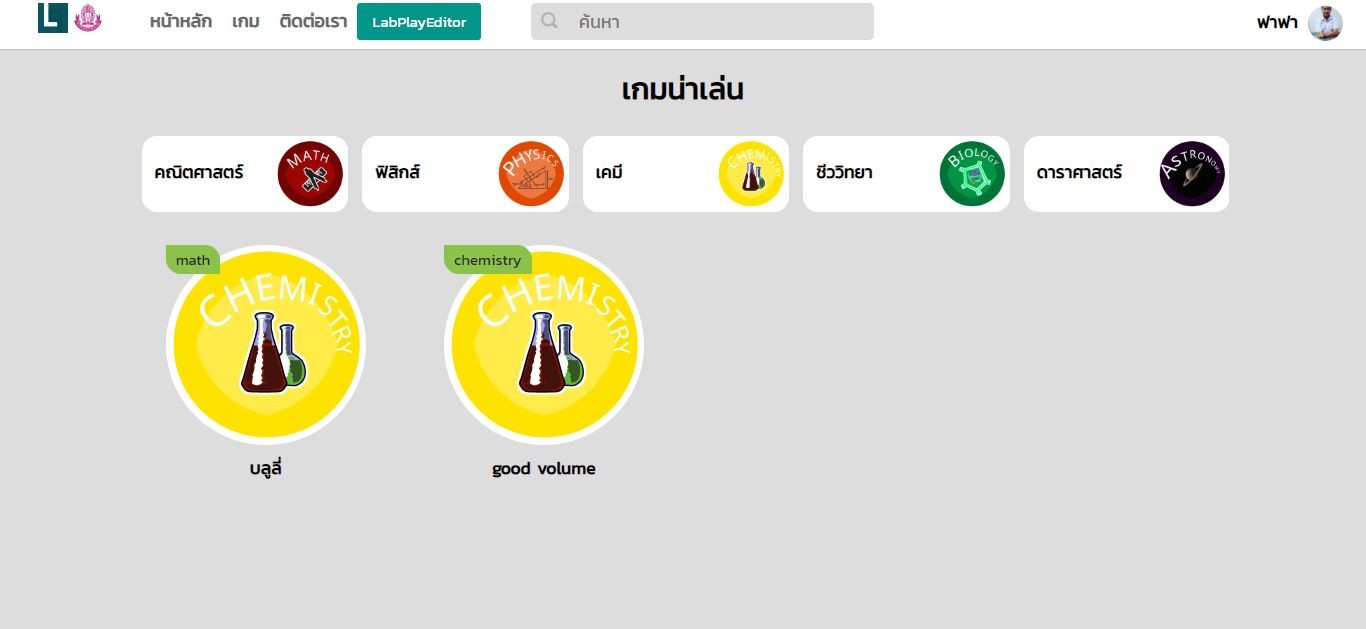 หน้าหลัก เกม ติดต่อเรา LabPlayEditor ค้นหา ฟาฟา
เกมน่าเล่น
คณิตศาสตร์ MATH ฟิสิกส์ PHYSICS เคมี CHEMISTRY ชีววิทยา BIOLOGY ดาราศาสตร์ ASTRONOMY
math chemistry
CHEMISTRY CHEMISTRY
บลูลี่ good volume